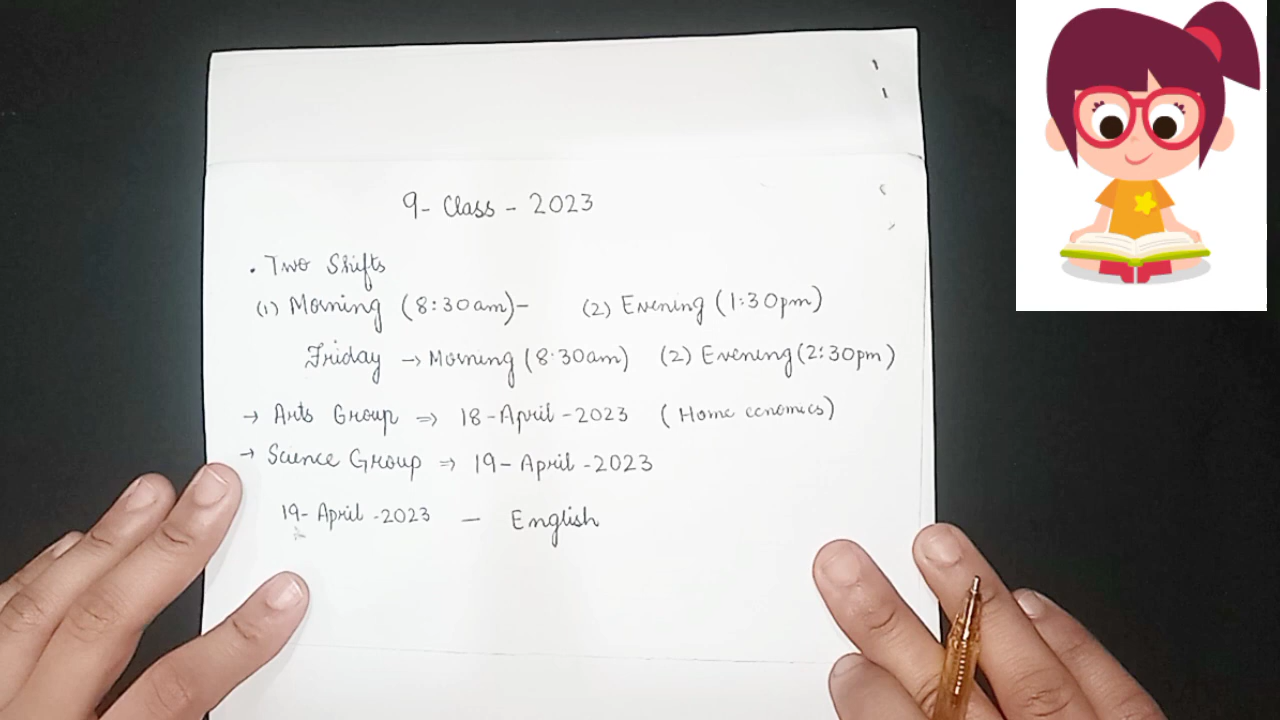 9- Class - 2023
. Two Shifts
(1) Morning (8:30am)- (2) Evening (1:30pm)
Friday → Morning (8:30am) (2) Evening (2:30pm)
→ Arts Group ⇒ 18-April-2023 (Home economics)
→ Science Group ⇒ 19-April-2023
19-April-2023 - English